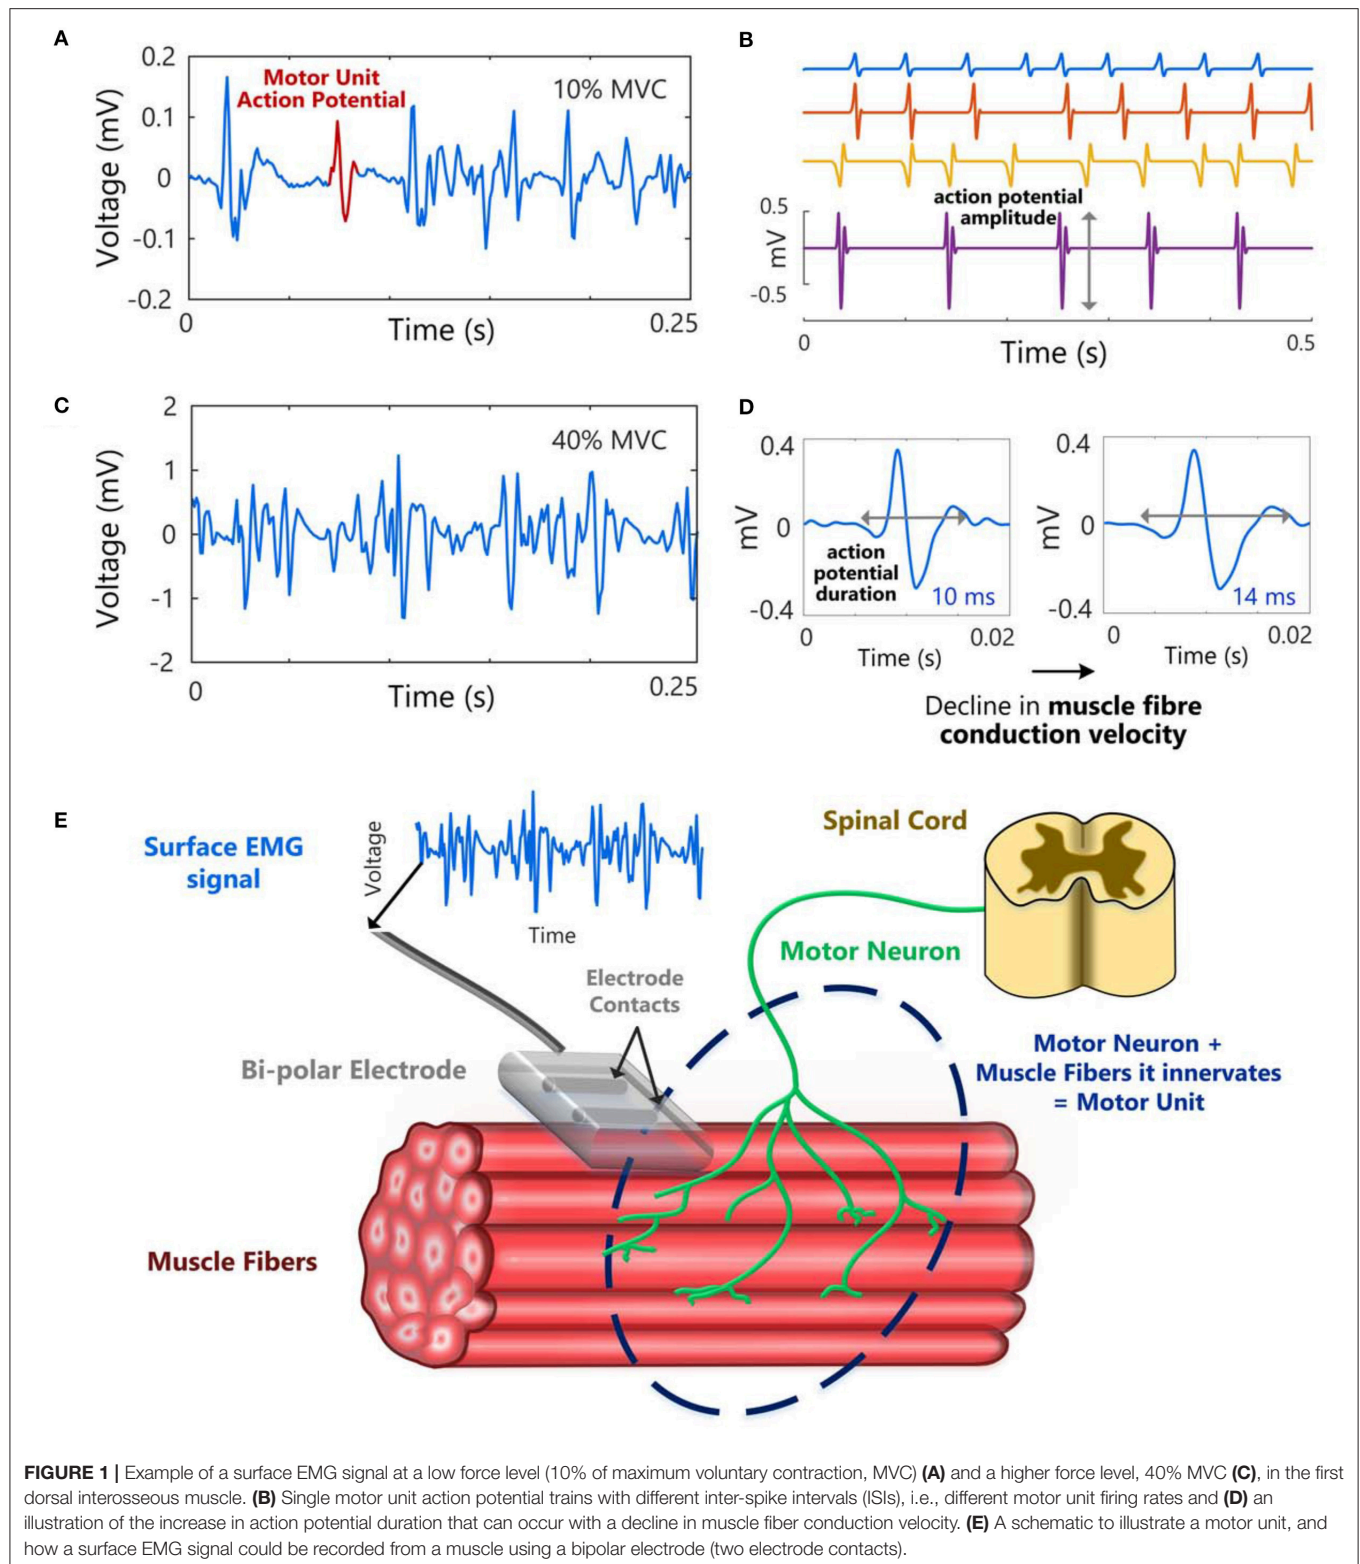 A
0.2
0.1
0
-0.1
-0.2
Voltage (mV)
Motor Unit
Action Potential
10% MVC
0
0.25
Time (s)
B
action potential
amplitude
0.5
mV
-0.5
0
0.5
Time (s)
C
2
1
0
-1
-2
Voltage (mV)
40% MVC
0
0.25
Time (s)
D
0.4
0
-0.4
mV
action
potential
duration
10 ms
0
0.02
Time (s)
0.4
0
-0.4
mV
14 ms
0
0.02
Time (s)
Decline in muscle fibre
conduction velocity
E
Surface EMG
signal
Voltage
Time
Spinal Cord
Motor Neuron
Electrode
Contacts
Bi-polar Electrode
Motor Neuron +
Muscle Fibers it innervates
= Motor Unit
Muscle Fibers
FIGURE 1 | Example of a surface EMG signal at a low force level (10% of maximum voluntary contraction, MVC) (A) and a higher force level, 40% MVC (C), in the first
dorsal interosseous muscle. (B) Single motor unit action potential trains with different inter-spike intervals (ISIs), i.e., different motor unit firing rates and (D) an
illustration of the increase in action potential duration that can occur with a decline in muscle fiber conduction velocity. (E) A schematic to illustrate a motor unit, and
how a surface EMG signal could be recorded from a muscle using a bipolar electrode (two electrode contacts).